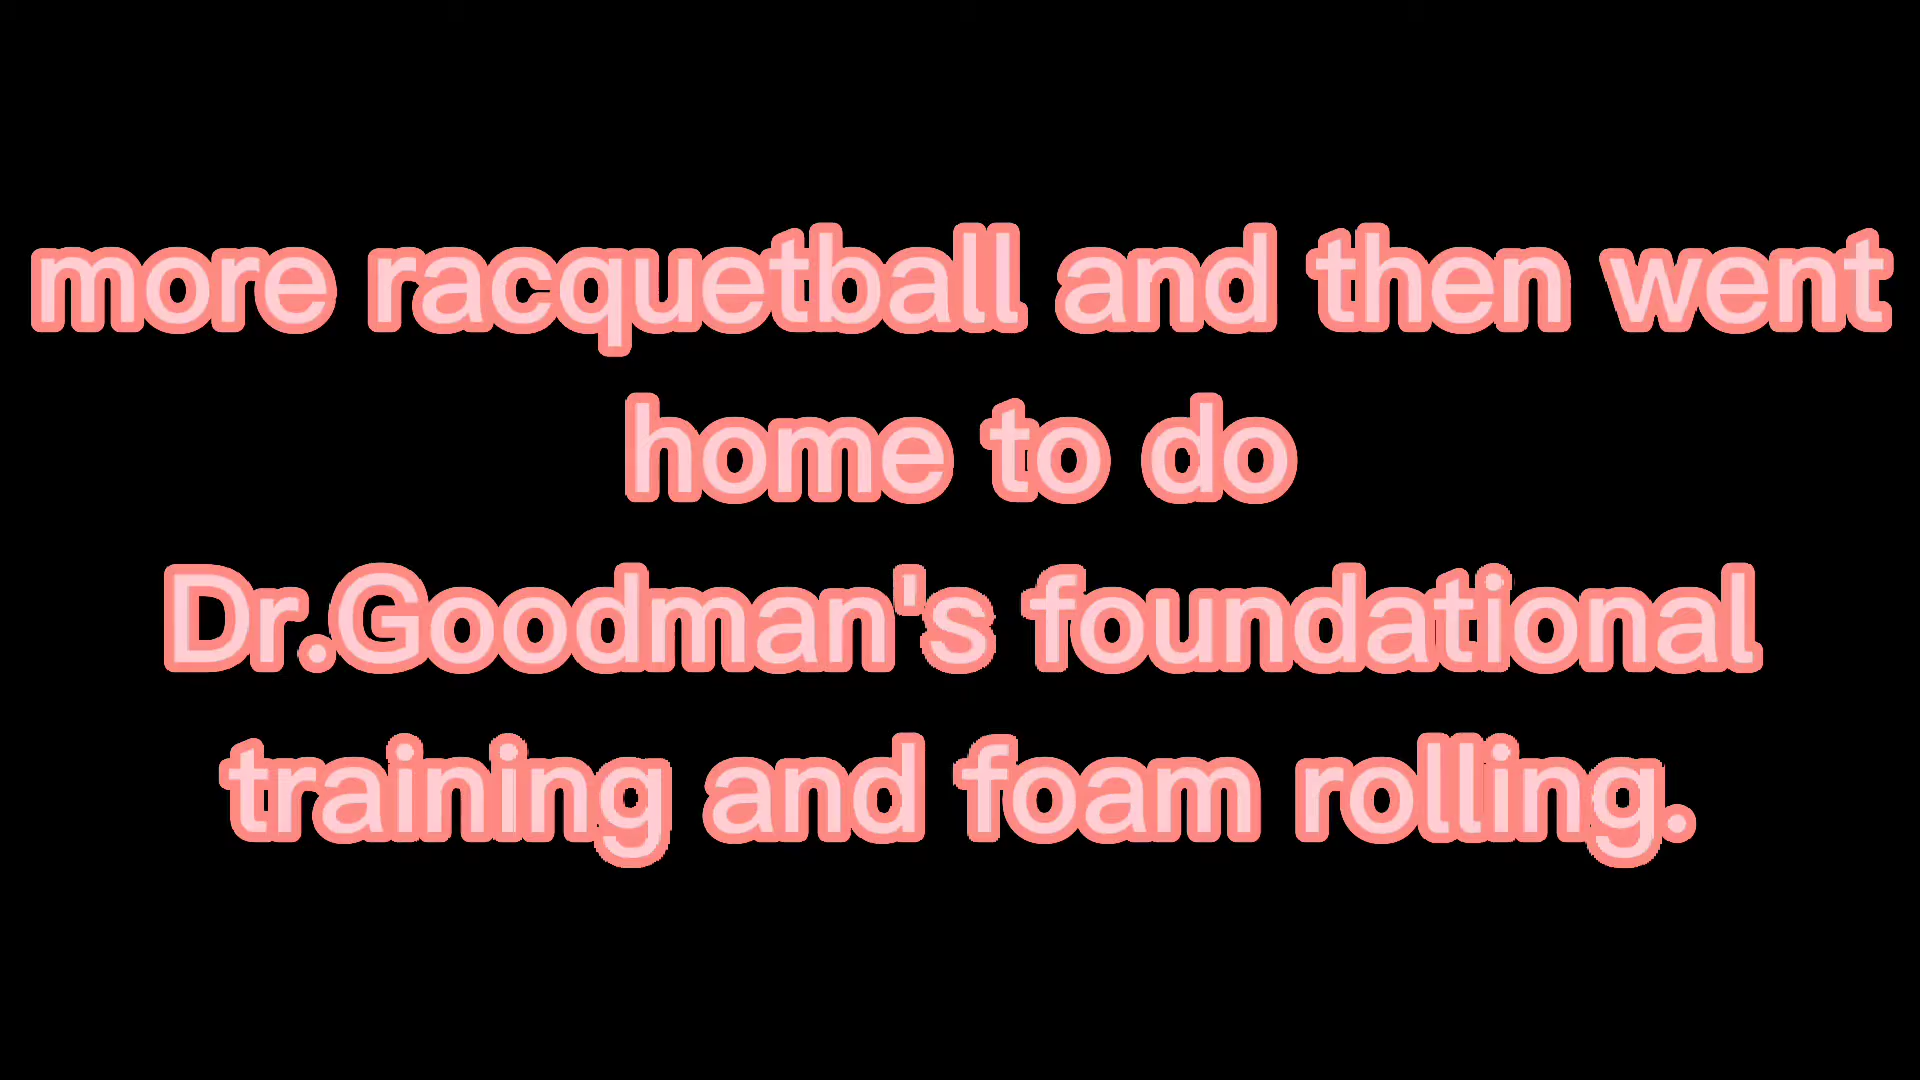 more racquetball and then went
home to do
Dr.Goodman's foundational
training and foam rolling.